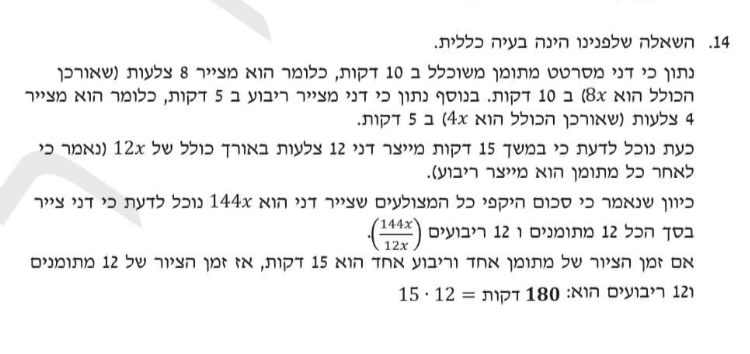 14. השאלה שלפנינו הינה בעיה כללית.
נתון כי דני מסרטט מתומן משוכלל ב 10 דקות, כלומר הוא מצייר 8 צלעות (שאורכן
הכולל הוא 8x) ב 10 דקות. בנוסף נתון כי דני מצייר ריבוע ב 5 דקות, כלומר הוא מצייר
4 צלעות (שאורכן הכולל הוא 4x) ב 5 דקות.
כעת נוכל לדעת כי במשך 15 דקות מייצר דני 12 צלעות באורך כולל של 12x (נאמר כי
לאחר כל מתומן הוא מייצר ריבוע).
כיוון שנאמר כי סכום היקפי כל המצולעים שצייר דני הוא 144x נוכל לדעת כי דני צייר
בסך הכל 12 מתומנים ו 12 ריבועים (144x/12x).
אם זמן הציור של מתומן אחד וריבוע אחד הוא 15 דקות, אז זמן הציור של 12 מתומנים
ו12 ריבועים הוא: 180 דקות = 12 · 15